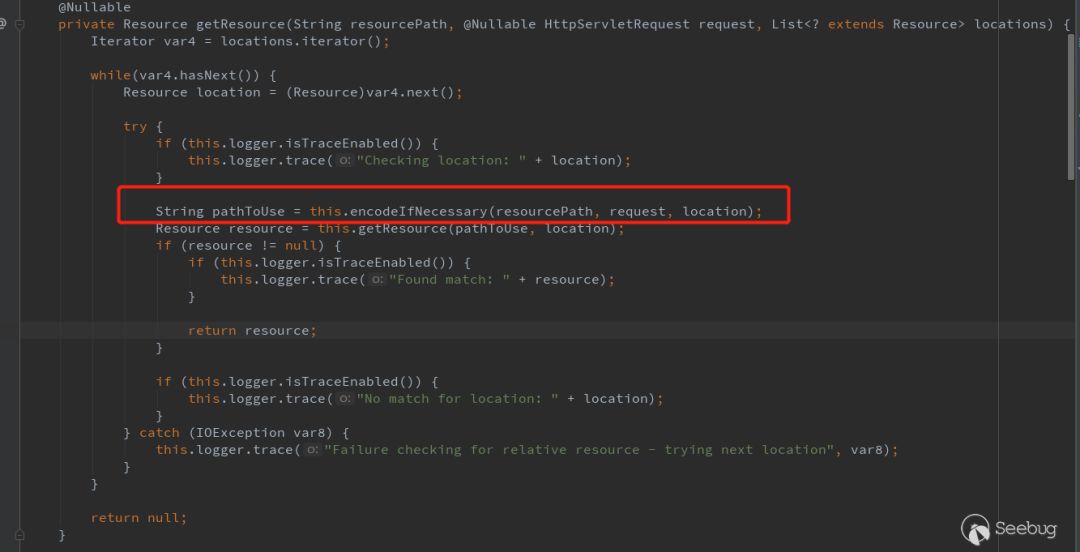 @Nullable
private Resource getResource(String resourcePath, @Nullable HttpServletRequest request, List<? extends Resource> locations) {
Iterator var4 = locations.iterator();
while(var4.hasNext()) {
Resource location = (Resource)var4.next();
try {
if (this.logger.isTraceEnabled()) {
this.logger.trace( o: "Checking location: " + location);
}
String pathToUse = this.encodeIfNecessary(resourcePath, request, location);
Resource resource = this.getResource(pathToUse, location);
if (resource != null) {
if (this.logger.isTraceEnabled()) {
this.logger.trace( o: "Found match: " + resource);
}
return resource;
}
if (this.logger.isTraceEnabled()) {
this.logger.trace( o: "No match for location: " + location);
}
} catch (IOException var8) {
this.logger.trace( o: "Failure checking for relative resource - trying next location", var8);
}
}
return null;
}
Seebug